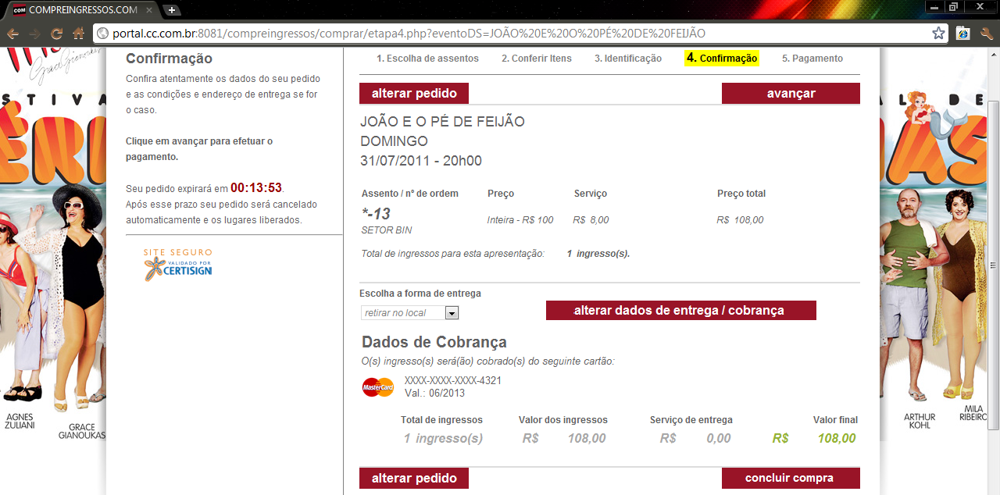 COMPREINGRESSOS.COM
portal.cc.com.br:8081/compreingressos/comprar/etapa4.php?eventoDS=JOÃO%20E%20O%20PÉ%20DE%20FEIJÃO
Grace Gianoukas
Confirmação
Confira atentamente os dados do seu pedido
e as condições e endereço de entrega se for
o caso.
Clique em avançar para efetuar o
pagamento.
Seu pedido expirará em 00:13:53.
Após esse prazo seu pedido será cancelado
automaticamente e os lugares liberados.
SITE SEGURO
VALIDADO POR
CERTISIGN
1. Escolha de assentos 2. Conferir Itens 3. Identificação 4. Confirmação 5. Pagamento
alterar pedido avançar
JOÃO E O PÉ DE FEIJÃO
DOMINGO
31/07/2011 - 20h00
Assento / nº de ordem Preço Serviço Preço total
*-13
SETOR BIN
Inteira - R$ 100 R$ 8,00 R$ 108,00
Total de ingressos para esta apresentação: 1 ingresso(s).
Escolha a forma de entrega
retirar no local
alterar dados de entrega / cobrança
Dados de Cobrança
O(s) ingresso(s) será(ão) cobrado(s) do seguinte cartão:
MasterCard
XXXX-XXXX-XXXX-4321
Val.: 06/2013
Total de ingressos Valor dos ingressos Serviço de entrega Valor final
1 ingresso(s) R$ 108,00 R$ 0,00 R$ 108,00
alterar pedido concluir compra
STIVA
ÉRI
AGNES
ZULIANI
GRACE
GIANOUKAS
AL DE
AS
ARTHUR
KOHL
MILA
RIBEIRO